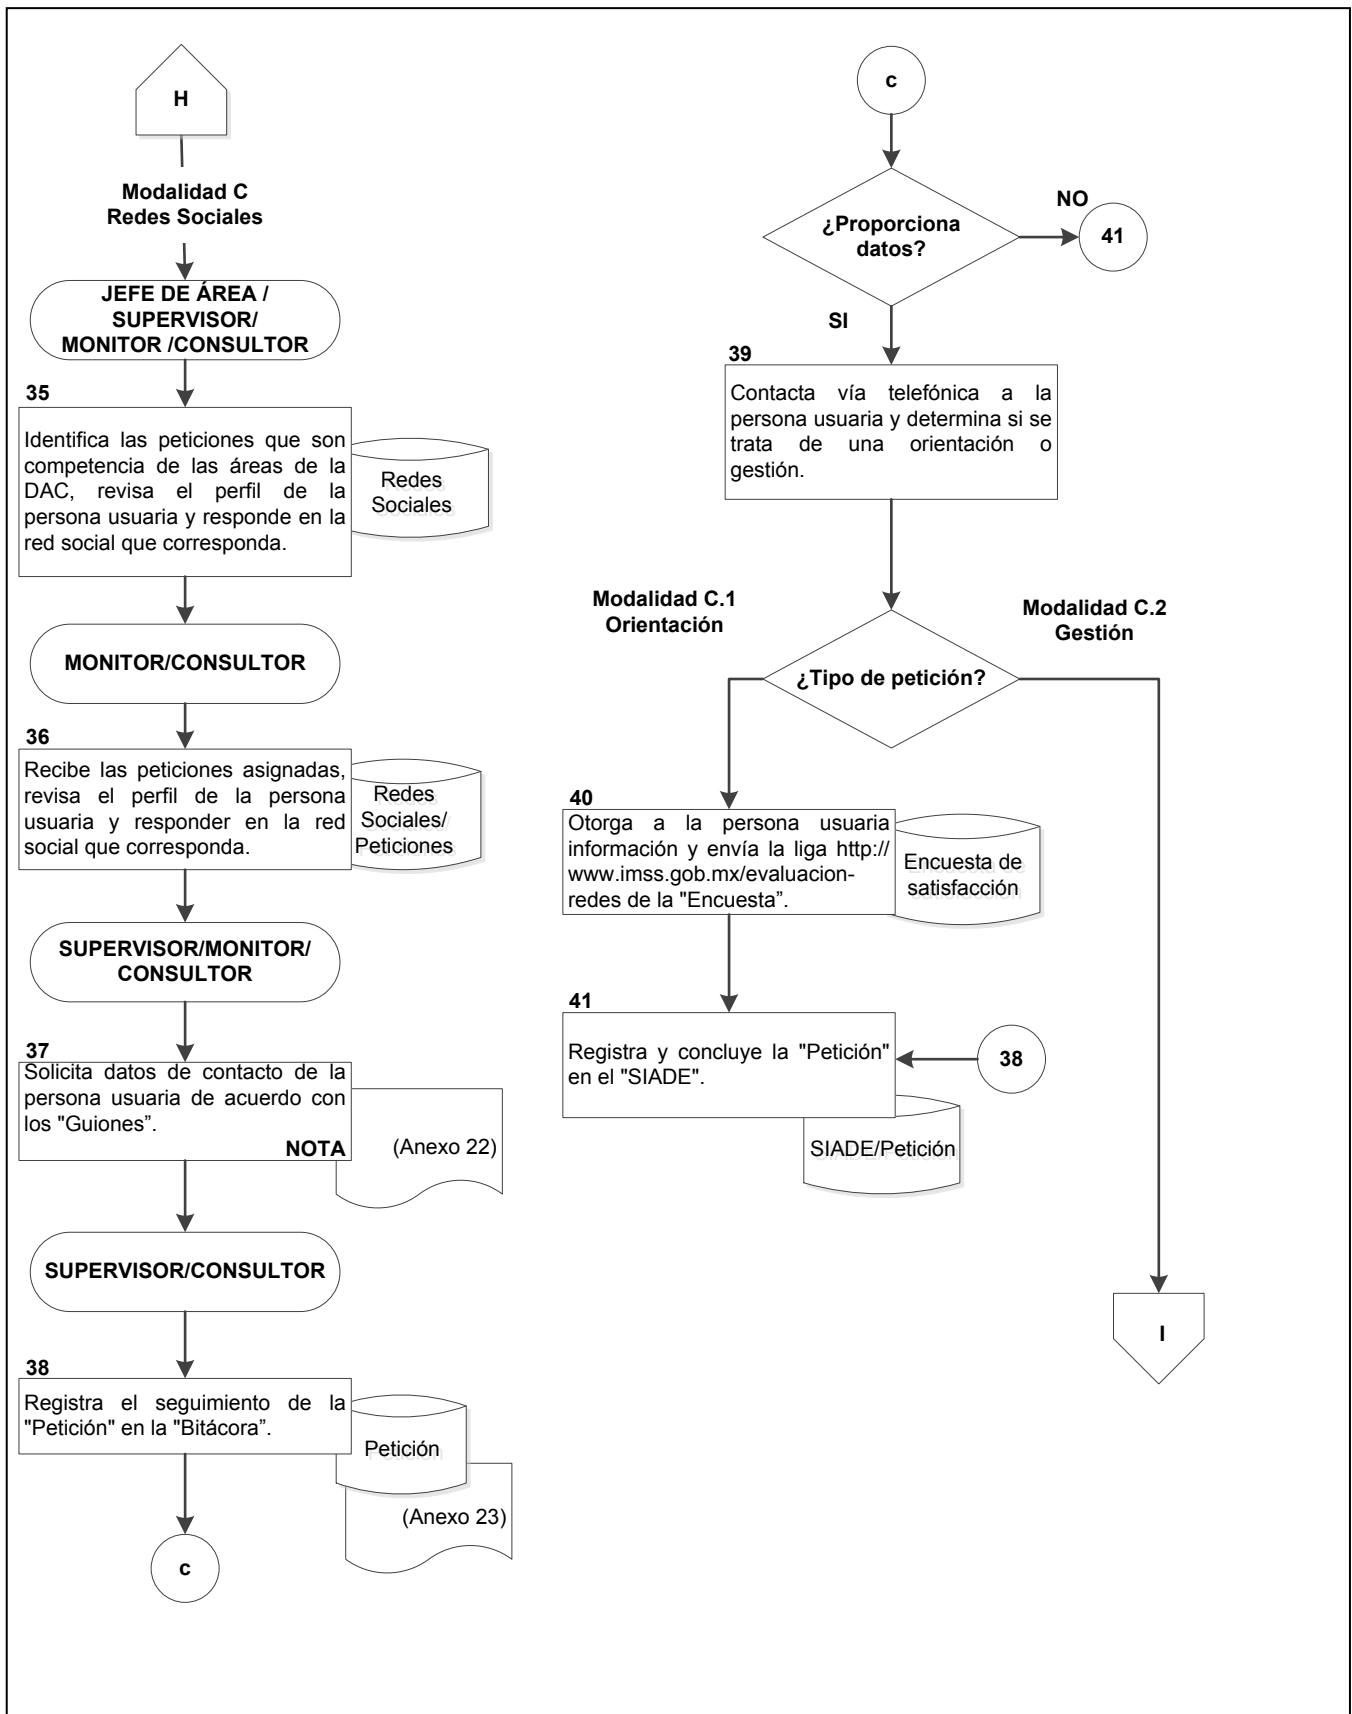 H
Modalidad C
Redes Sociales
JEFE DE ÁREA /
SUPERVISOR/
MONITOR /CONSULTOR
35
Identifica las peticiones que son
competencia de las áreas de la
DAC, revisa el perfil de la
persona usuaria y responde en la
red social que corresponda.
Redes
Sociales
MONITOR/CONSULTOR
36
Recibe las peticiones asignadas,
revisa el perfil de la persona
usuaria y responder en la red
social que corresponda.
Redes
Sociales/
Peticiones
SUPERVISOR/MONITOR/
CONSULTOR
37
Solicita datos de contacto de la
persona usuaria de acuerdo con
los "Guiones”.
NOTA
(Anexo 22)
SUPERVISOR/CONSULTOR
38
Registra el seguimiento de la
"Petición" en la "Bitácora”.
Petición
(Anexo 23)
c
c
¿Proporciona
datos?
NO
41
SI
39
Contacta vía telefónica a la
persona usuaria y determina si se
trata de una orientación o
gestión.
Modalidad C.1
Orientación
Modalidad C.2
Gestión
¿Tipo de petición?
40
Otorga a la persona usuaria
información y envía la liga http://
www.imss.gob.mx/evaluacion-
redes de la "Encuesta”.
Encuesta de
satisfacción
41
Registra y concluye la "Petición"
en el "SIADE".
38
SIADE/Petición
I